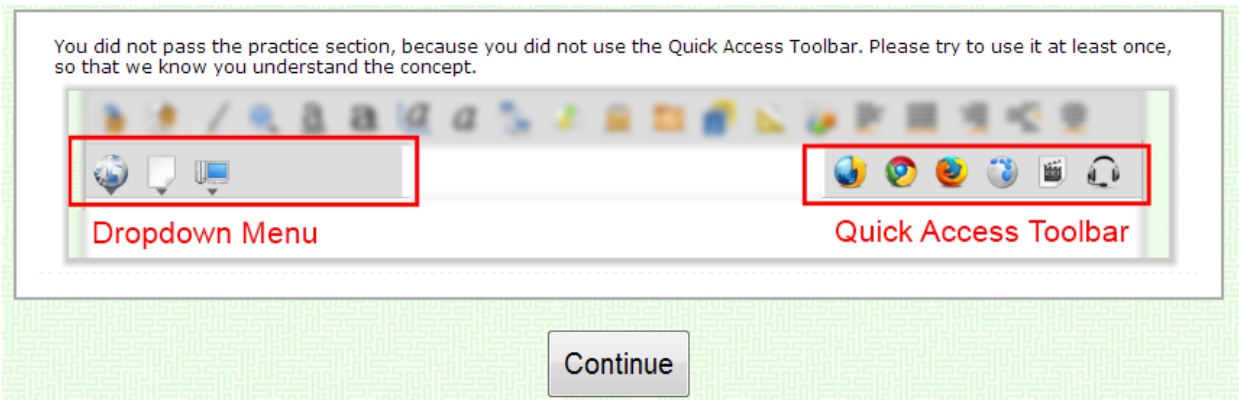 You did not pass the practice section, because you did not use the Quick Access Toolbar. Please try to use it at least once,
so that we know you understand the concept.
Dropdown Menu
Quick Access Toolbar
Continue